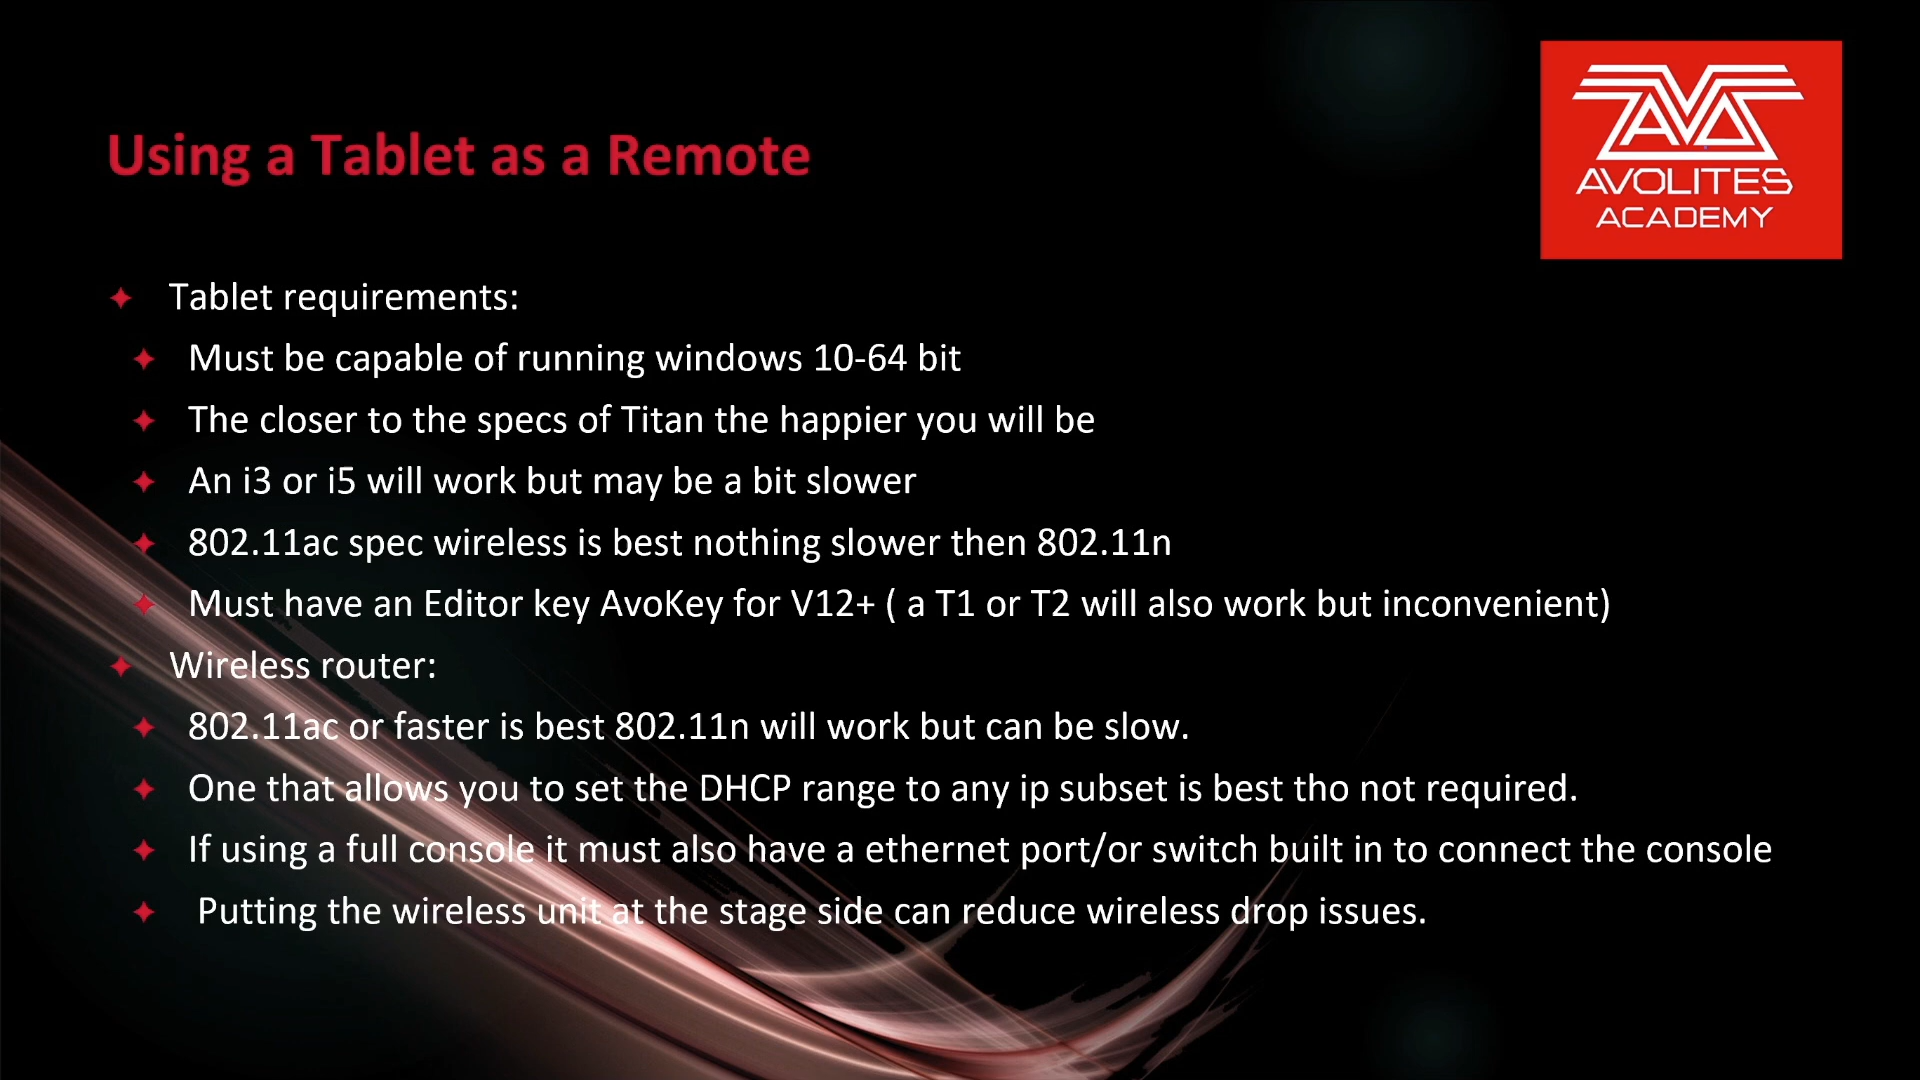 Using a Tablet as a Remote
AVOLITES
ACADEMY
Tablet requirements:
Must be capable of running windows 10-64 bit
The closer to the specs of Titan the happier you will be
An i3 or i5 will work but may be a bit slower
802.11ac spec wireless is best nothing slower then 802.11n
Must have an Editor key AvoKey for V12+ ( a T1 or T2 will also work but inconvenient)
Wireless router:
802.11ac or faster is best 802.11n will work but can be slow.
One that allows you to set the DHCP range to any ip subset is best tho not required.
If using a full console it must also have a ethernet port/or switch built in to connect the console
Putting the wireless unit at the stage side can reduce wireless drop issues.